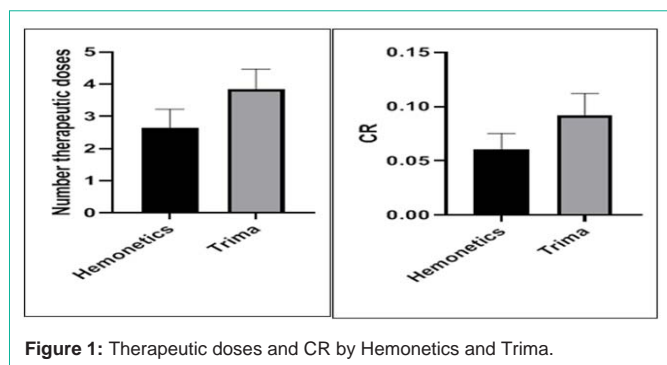 Number therapeutic doses
5
4
3
2
1
0
Hemonetics
Trima
CR
0.15
0.10
0.05
0.00
Hemonetics
Trima
Figure 1: Therapeutic doses and CR by Hemonetics and Trima.